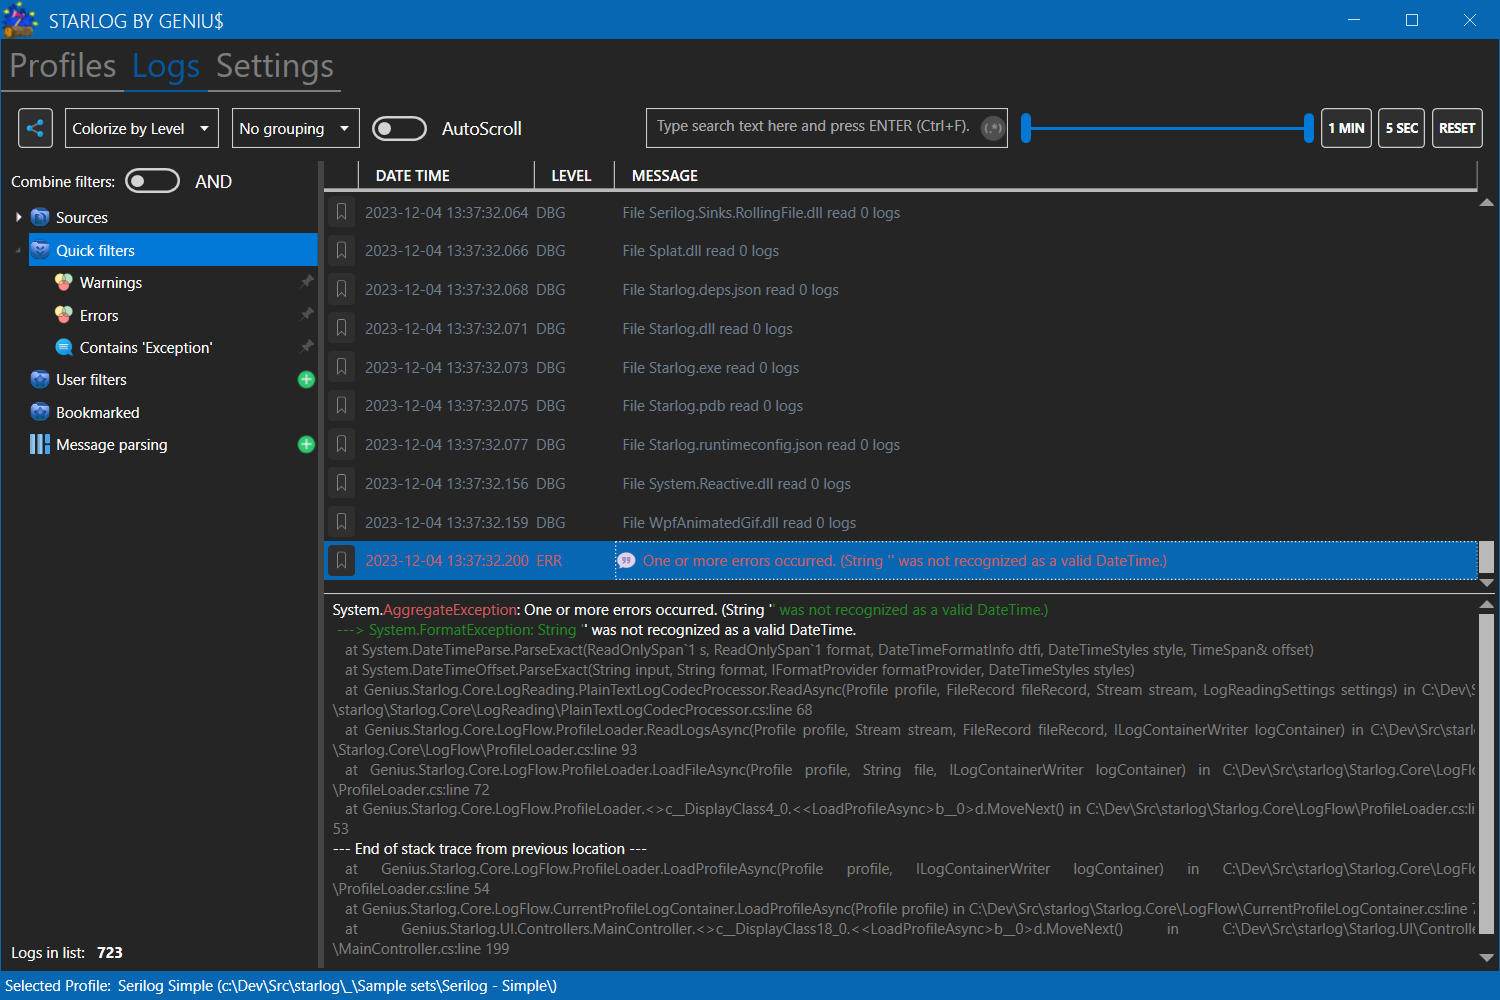 STARLOG BY GENIU$
Profiles Logs Settings
Colorize by Level
No grouping
AutoScroll
Type search text here and press ENTER (Ctrl+F).
(.*)
1 MIN
5 SEC
RESET
Combine filters:
AND
Sources
Quick filters
Warnings
Errors
Contains 'Exception'
User filters
Bookmarked
Message parsing
Logs in list: 723
DATE TIME LEVEL MESSAGE
2023-12-04 13:37:32.064 DBG File Serilog.Sinks.RollingFile.dll read 0 logs
2023-12-04 13:37:32.066 DBG File Splat.dll read 0 logs
2023-12-04 13:37:32.068 DBG File Starlog.deps.json read 0 logs
2023-12-04 13:37:32.071 DBG File Starlog.dll read 0 logs
2023-12-04 13:37:32.073 DBG File Starlog.exe read 0 logs
2023-12-04 13:37:32.075 DBG File Starlog.pdb read 0 logs
2023-12-04 13:37:32.077 DBG File Starlog.runtimeconfig.json read 0 logs
2023-12-04 13:37:32.156 DBG File System.Reactive.dll read 0 logs
2023-12-04 13:37:32.159 DBG File WpfAnimatedGif.dll read 0 logs
2023-12-04 13:37:32.200 ERR One or more errors occurred. (String '' was not recognized as a valid DateTime.)
System.AggregateException: One or more errors occurred. (String '' was not recognized as a valid DateTime.)
---> System.FormatException: String '' was not recognized as a valid DateTime.
at System.DateTimeParse.ParseExact(ReadOnlySpan`1 s, ReadOnlySpan`1 format, DateTimeFormatInfo dtfi, DateTimeStyles style, TimeSpan& offset)
at System.DateTimeOffset.ParseExact(String input, String format, IFormatProvider formatProvider, DateTimeStyles styles)
at Genius.Starlog.Core.LogReading.PlainTextLogCodecProcessor.ReadAsync(Profile profile, FileRecord fileRecord, Stream stream, LogReadingSettings settings) in C:\Dev\S
\starlog\Starlog.Core\LogReading\PlainTextLogCodecProcessor.cs:line 68
at Genius.Starlog.Core.LogFlow.ProfileLoader.ReadLogsAsync(Profile profile, Stream stream, FileRecord fileRecord, ILogContainerWriter logContainer) in C:\Dev\Src\starl
\Starlog.Core\LogFlow\ProfileLoader.cs:line 93
at Genius.Starlog.Core.LogFlow.ProfileLoader.LoadFileAsync(Profile profile, String file, ILogContainerWriter logContainer) in C:\Dev\Src\starlog\Starlog.Core\LogFlo
\ProfileLoader.cs:line 72
at Genius.Starlog.Core.LogFlow.ProfileLoader.<>c__DisplayClass4_0.<<LoadProfileAsync>b__0>d.MoveNext() in C:\Dev\Src\starlog\Starlog.Core\LogFlow\ProfileLoader.cs:li
53
--- End of stack trace from previous location ---
at Genius.Starlog.Core.LogFlow.ProfileLoader.LoadProfileAsync(Profile profile, ILogContainerWriter logContainer) in C:\Dev\Src\starlog\Starlog.Core\LogFlo
\ProfileLoader.cs:line 54
at Genius.Starlog.Core.LogFlow.CurrentProfileLogContainer.LoadProfileAsync(Profile profile) in C:\Dev\Src\starlog\Starlog.Core\LogFlow\CurrentProfileLogContainer.cs:line
at Genius.Starlog.UI.Controllers.MainController.<>c__DisplayClass18_0.<<LoadProfileAsync>b__0>d.MoveNext() in C:\Dev\Src\starlog\Starlog.UI\Controlle
\MainController.cs:line 199
Selected Profile: Serilog Simple (c:\Dev\Src\starlog\_\Sample sets\Serilog - Simple\)